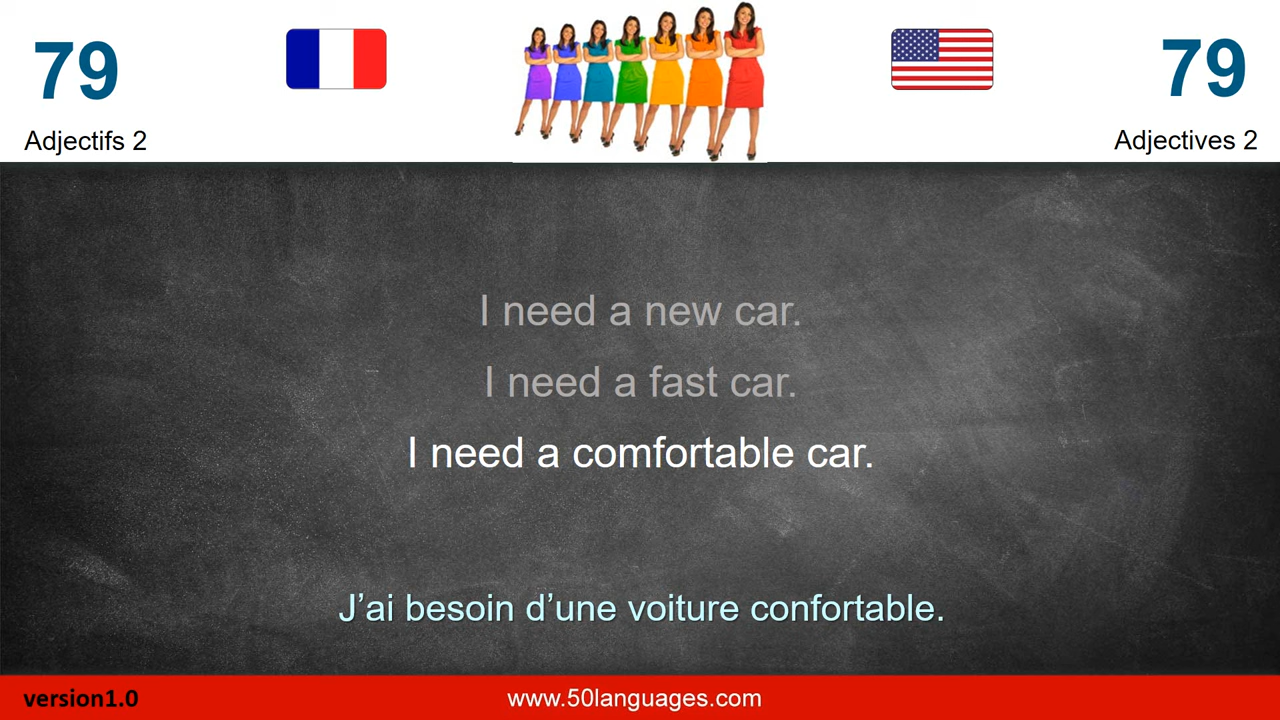 79
79
Adjectifs 2
Adjectives 2
I need a new car.
I need a fast car.
I need a comfortable car.
J’ai besoin d’une voiture confortable.
version1.0
www.50languages.com